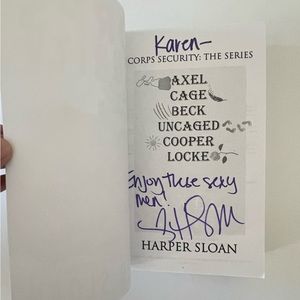 Karen-
CORPS SECURITY: THE SERIES
AXEL
CAGE
BECK
UNCAGED
COOPER
LOCKE
Enjoy these sexy
men!
HARPER SLOAN